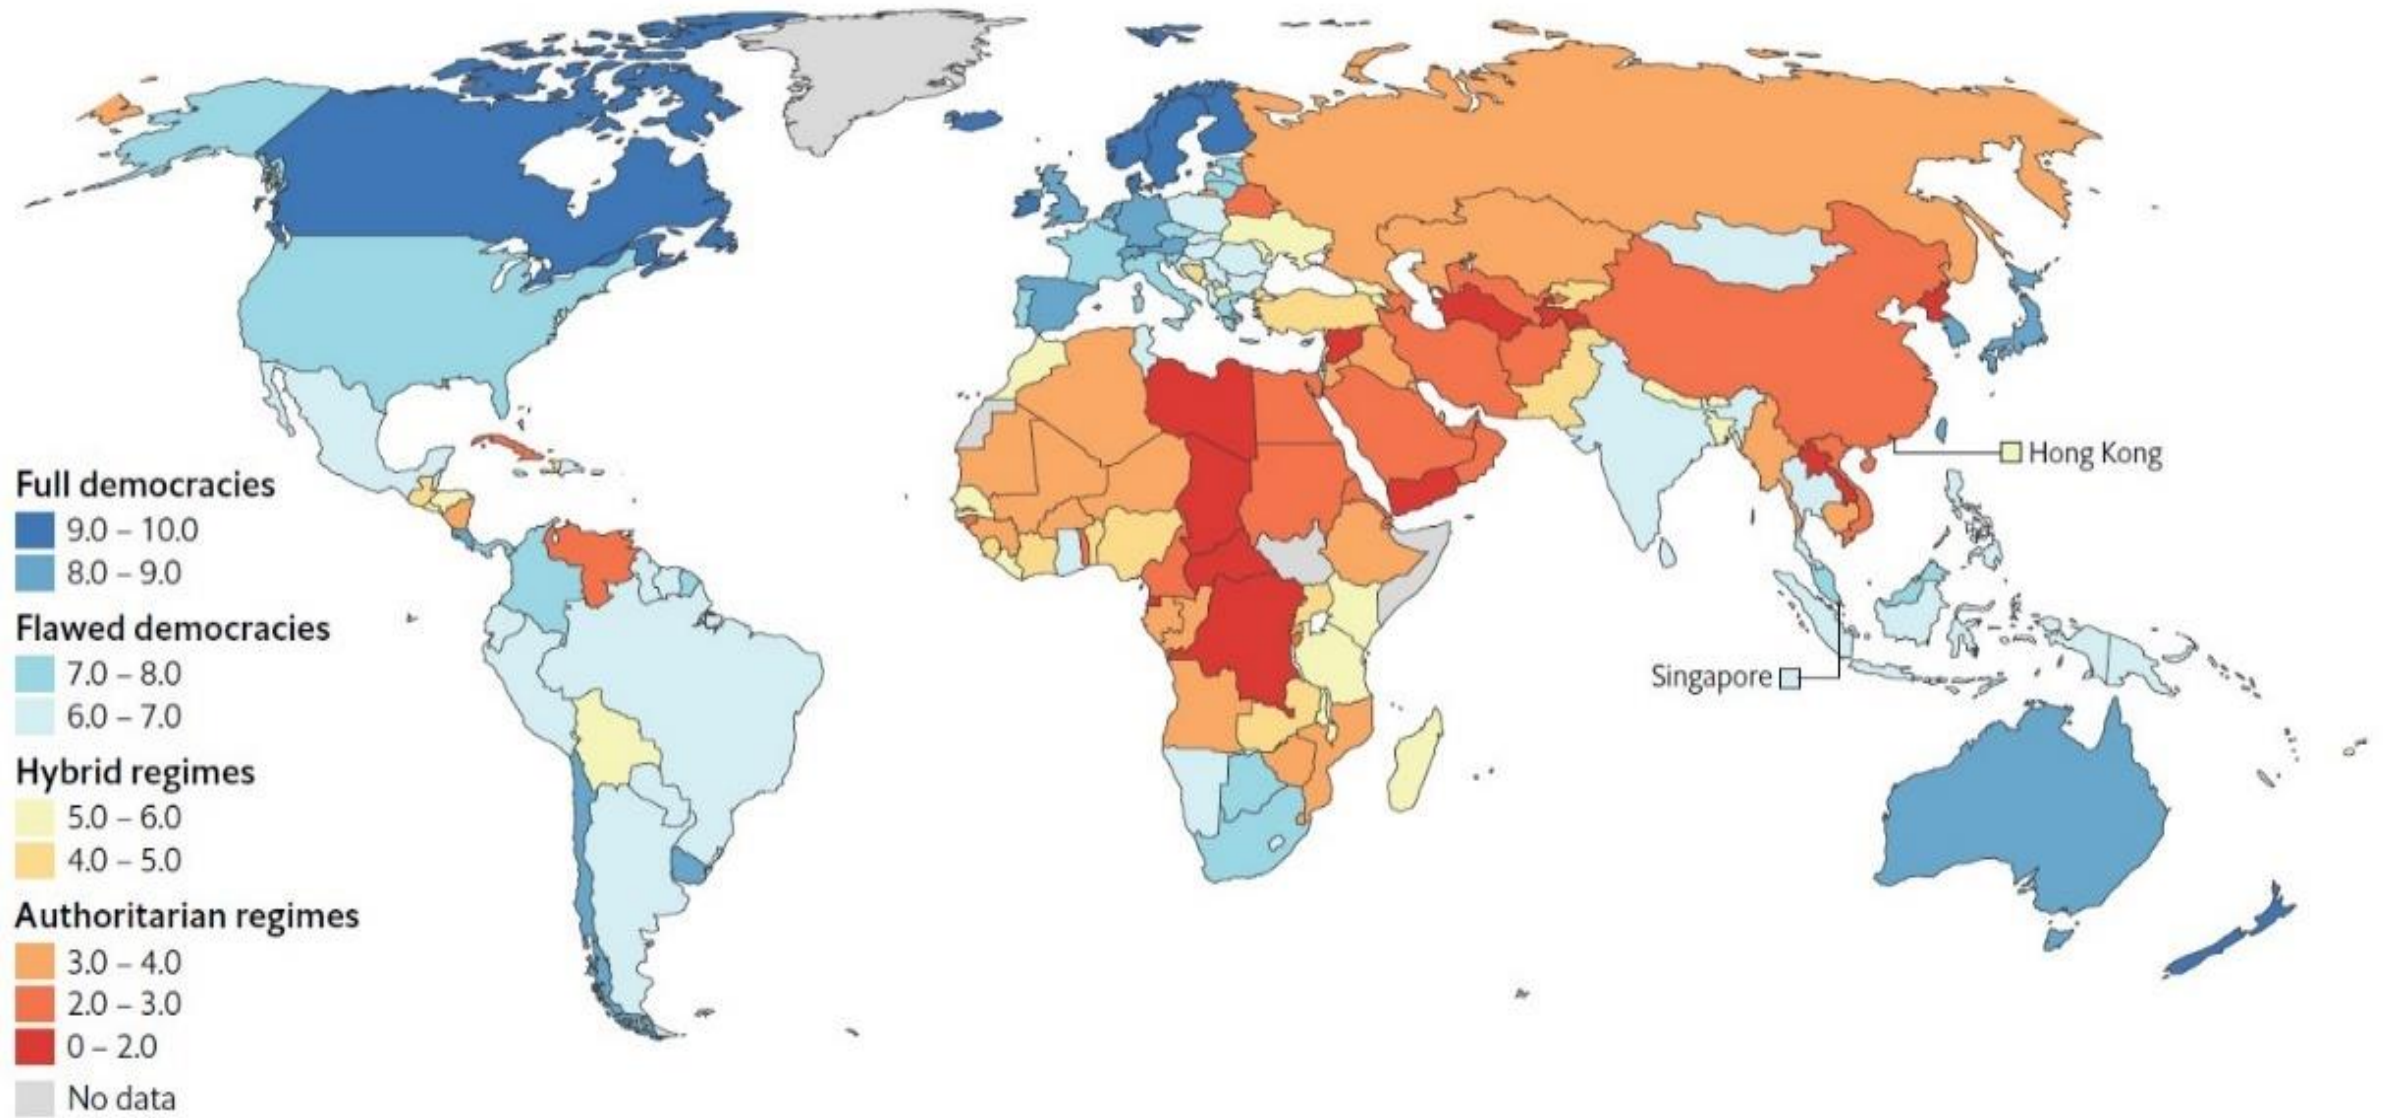 Full democracies
9.0 – 10.0
8.0 – 9.0
Flawed democracies
7.0 – 8.0
6.0 – 7.0
Hybrid regimes
5.0 – 6.0
4.0 – 5.0
Authoritarian regimes
3.0 – 4.0
2.0 – 3.0
0 – 2.0
No data
Hong Kong
Singapore